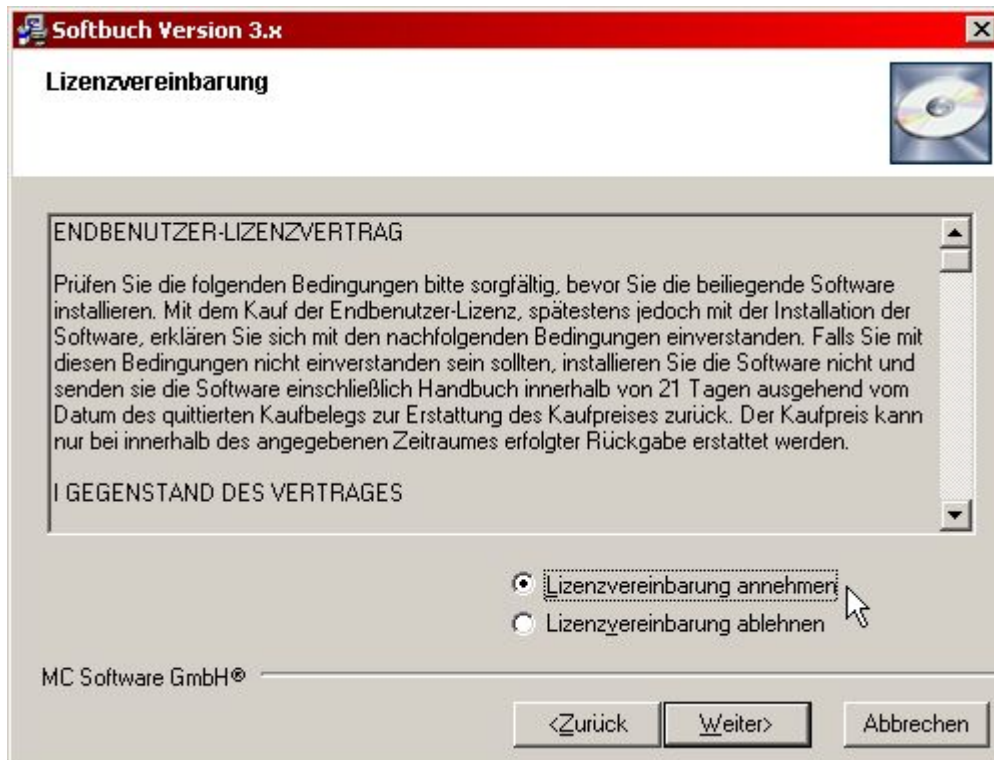 Softbuch Version 3.x
Lizenzvereinbarung
ENDBENUTZER-LIZENZVERTRAG
Prüfen Sie die folgenden Bedingungen bitte sorgfältig, bevor Sie die beiliegende Software
installieren. Mit dem Kauf der Endbenutzer-Lizenz, spätestens jedoch mit der Installation der
Software, erklären Sie sich mit den nachfolgenden Bedingungen einverstanden. Falls Sie mit
diesen Bedingungen nicht einverstanden sein sollten, installieren Sie die Software nicht und
senden sie die Software einschließlich Handbuch innerhalb von 21 Tagen ausgehend vom
Datum des quittierten Kaufbelegs zur Erstattung des Kaufpreises zurück. Der Kaufpreis kann
nur bei innerhalb des angegebenen Zeitraumes erfolgter Rückgabe erstattet werden.
I GEGENSTAND DES VERTRAGES
Lizenzvereinbarung annehmen
Lizenzvereinbarung ablehnen
MC Software GmbH®
<Zurück Weiter> Abbrechen